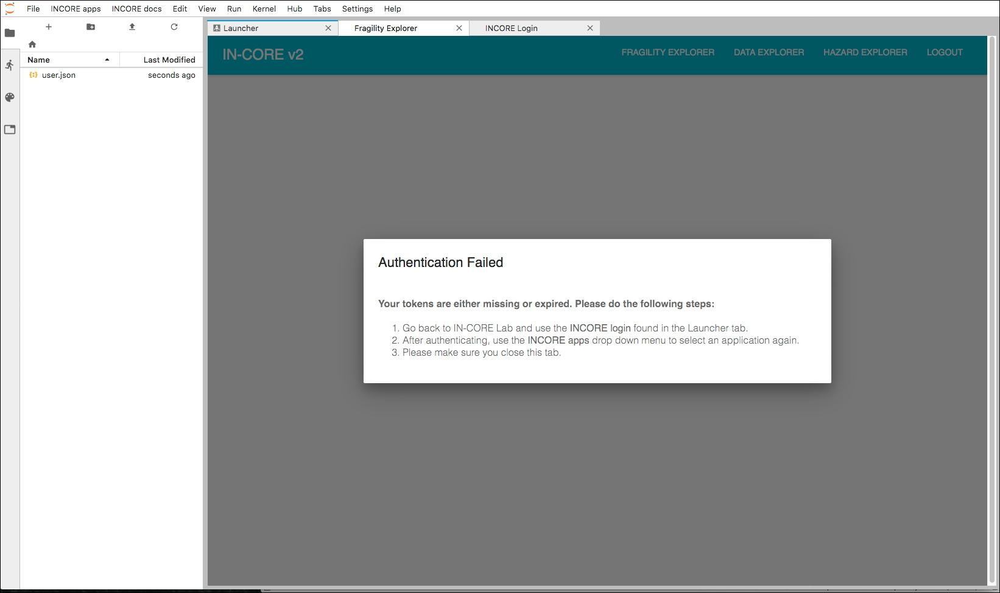 File INCORE apps INCORE docs Edit View Run Kernel Hub Tabs Settings Help
Launcher Fragility Explorer INCORE Login
IN-CORE v2 FRAGILITY EXPLORER DATA EXPLORER HAZARD EXPLORER LOGOUT
Name Last Modified
user.json seconds ago
Authentication Failed
Your tokens are either missing or expired. Please do the following steps:
1. Go back to IN-CORE Lab and use the INCORE login found in the Launcher tab.
2. After authenticating, use the INCORE apps drop down menu to select an application again.
3. Please make sure you close this tab.